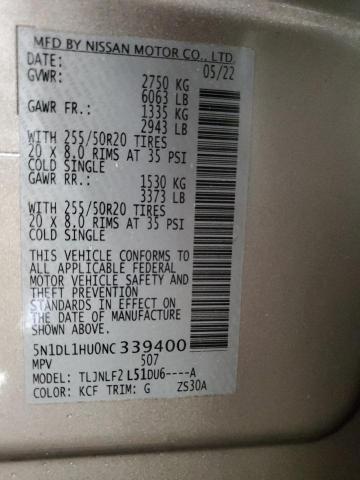 MFD BY NISSAN MOTOR CO., LTD.
DATE: 05/22
GVWR: 2750 KG
6063 LB
GAWR FR.: 1335 KG
2943 LB
WITH 255/50R20 TIRES
20 X 8.0 RIMS AT 35 PSI
COLD SINGLE
GAWR RR.: 1530 KG
3373 LB
WITH 255/50R20 TIRES
20 X 8.0 RIMS AT 35 PSI
COLD SINGLE
THIS VEHICLE CONFORMS TO
ALL APPLICABLE FEDERAL
MOTOR VEHICLE SAFETY AND
THEFT PREVENTION
STANDARDS IN EFFECT ON
THE DATE OF MANUFACTURE
SHOWN ABOVE
5N1DL1HU0NC 339400
MPV 507
MODEL: TLJNLF2 L51DU6----A
COLOR: KCF TRIM: G ZS30A